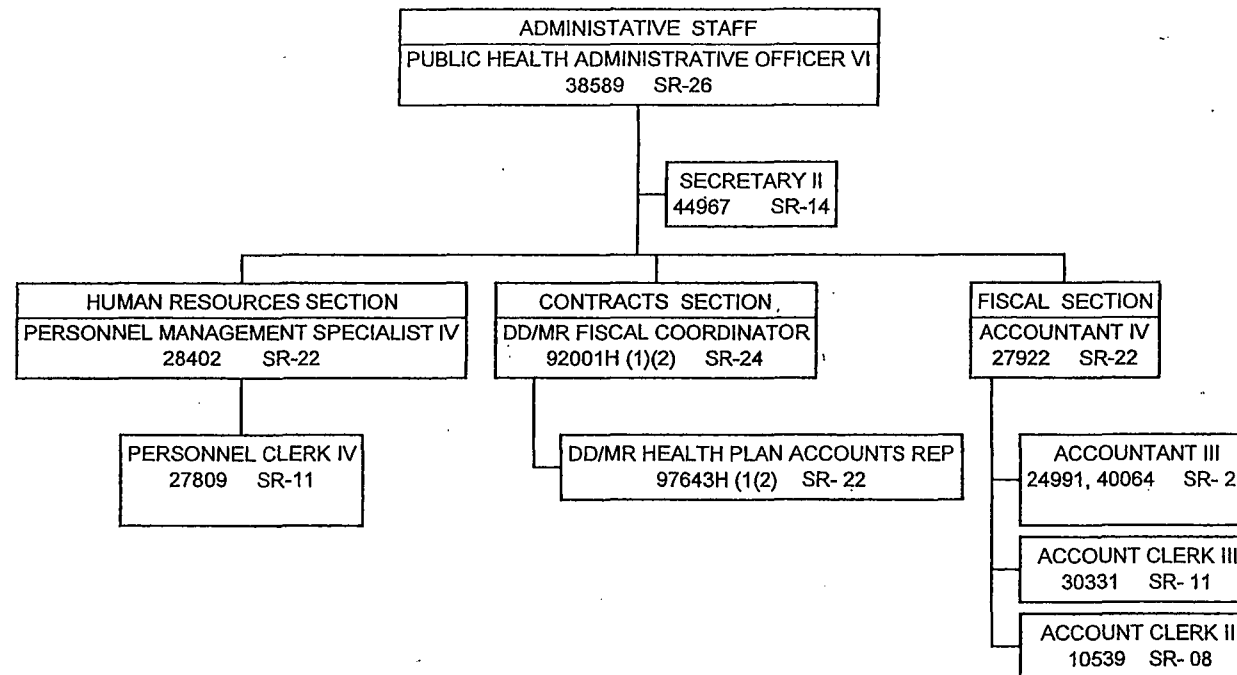 ADMINISTATIVE STAFF
PUBLIC HEALTH ADMINISTRATIVE OFFICER VI
38589 SR-26
SECRETARY II
44967 SR-14
HUMAN RESOURCES SECTION
PERSONNEL MANAGEMENT SPECIALIST IV
28402 SR-22
PERSONNEL CLERK IV
27809 SR-11
CONTRACTS SECTION
DD/MR FISCAL COORDINATOR
92001H (1)(2) SR-24
DD/MR HEALTH PLAN ACCOUNTS REP
97643H (1(2) SR- 22
FISCAL SECTION
ACCOUNTANT IV
27922 SR-22
ACCOUNTANT III
24991, 40064 SR- 2
ACCOUNT CLERK III
30331 SR- 11
ACCOUNT CLERK II
10539 SR- 08